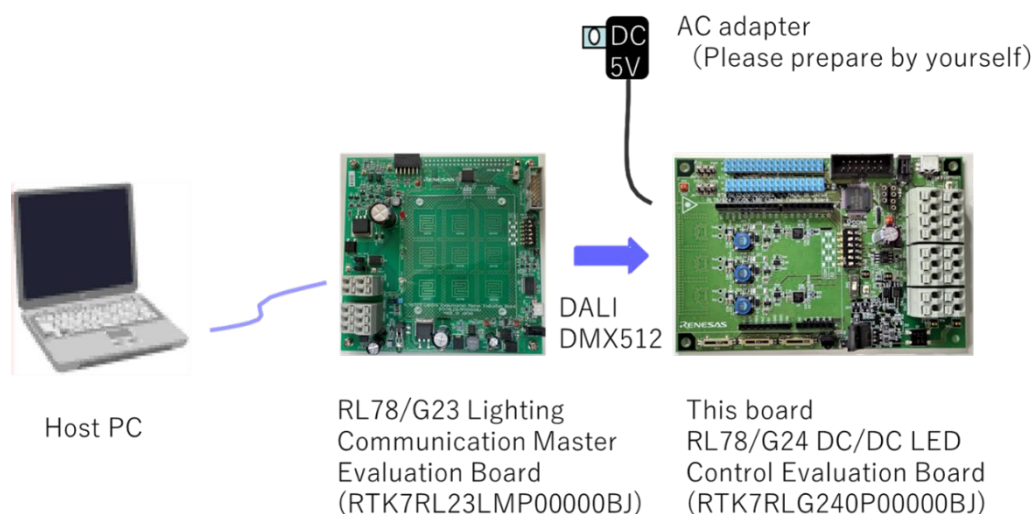 DC
5V
AC adapter
(Please prepare by yourself)
RENESAS
DALI
DMX512
RENESAS
Host PC
RL78/G23 Lighting
Communication Master
Evaluation Board
(RTK7RL23LMP00000BJ)
This board
RL78/G24 DC/DC LED
Control Evaluation Board
(RTK7RLG240P00000BJ)